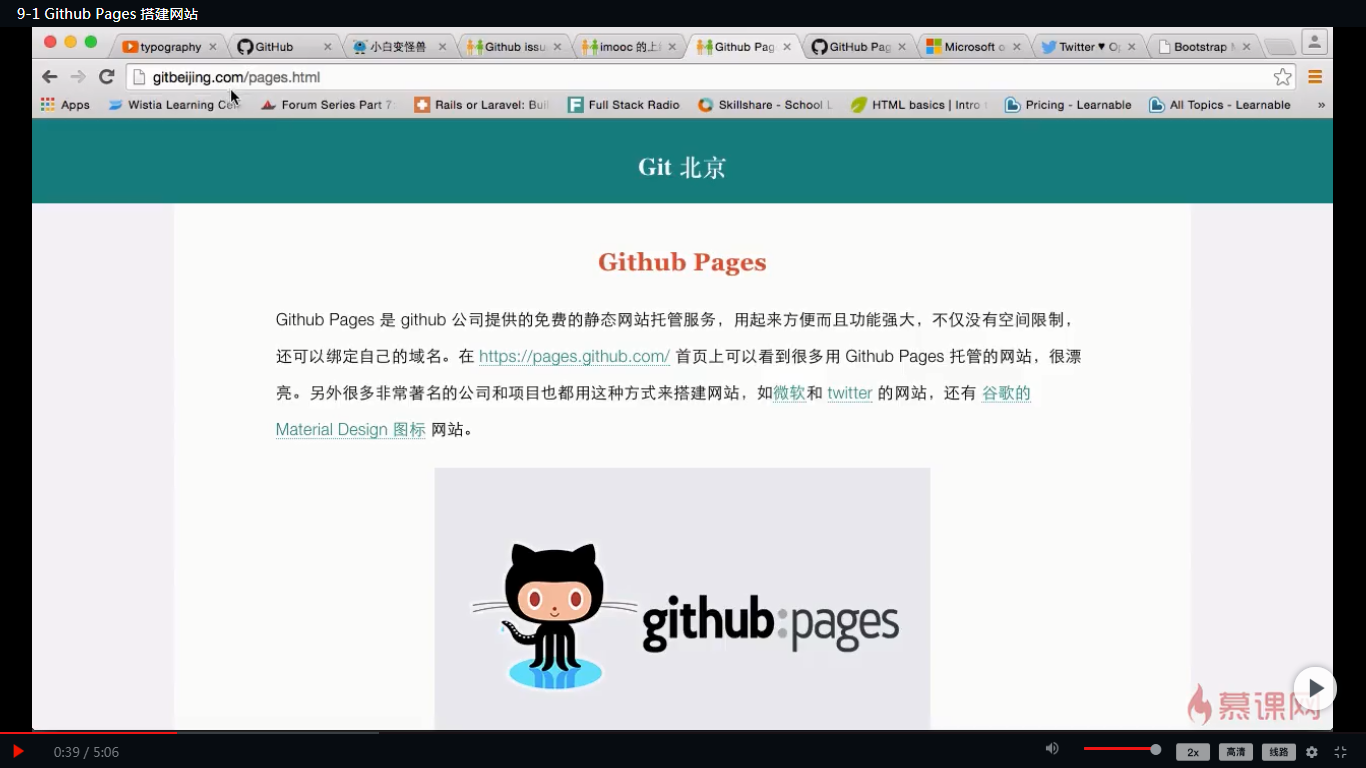 9-1 Github Pages 搭建网站
typography
GitHub
小白变怪兽
Github issu
imooc 的上
Github Pag
GitHub Pag
Microsoft o
Twitter ♥ Op
Bootstrap
gitbeijing.com/pages.html
Apps
Wistia Learning Cen
Forum Series Part 7:
Rails or Laravel: Buil
Full Stack Radio
Skillshare - School
HTML basics | Intro
Pricing - Learnable
All Topics - Learnable
»
Git 北京
Github Pages
Github Pages 是 github 公司提供的免费的静态网站托管服务，用起来方便而且功能强大，不仅没有空间限制，
还可以绑定自己的域名。在 https://pages.github.com/ 首页上可以看到很多用 Github Pages 托管的网站，很漂
亮。另外很多非常著名的公司和项目也都用这种方式来搭建网站，如微软和 twitter 的网站，还有 谷歌的
Material Design 图标 网站。
github:pages
慕课网
0:39 / 5:06
2x
高清
线路